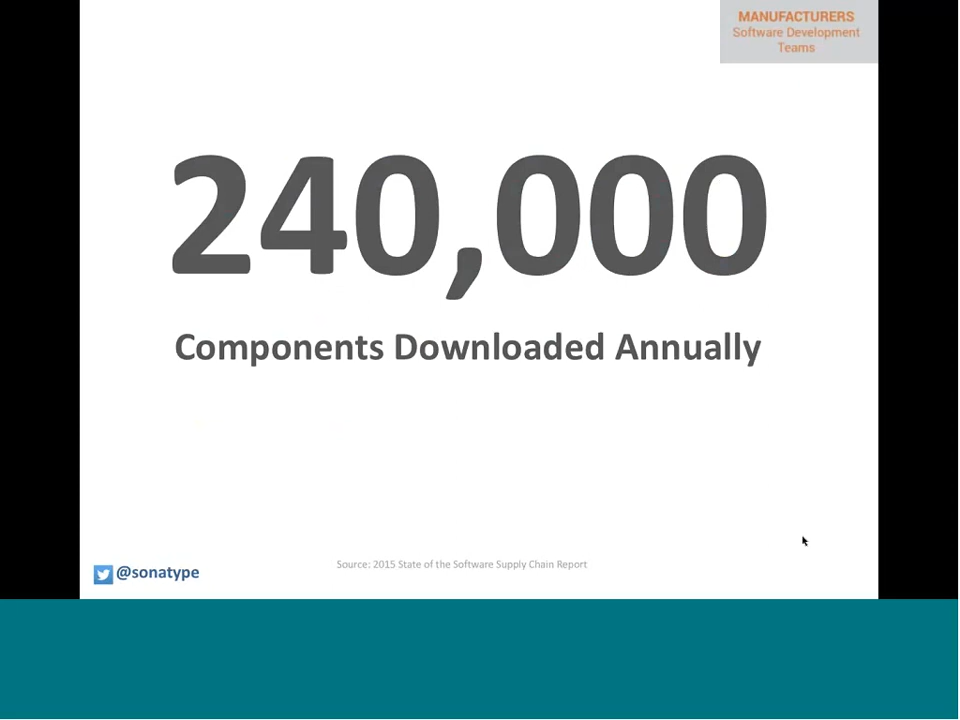 MANUFACTURERS
Software Development
Teams
240,000
Components Downloaded Annually
Source: 2015 State of the Software Supply Chain Report
@sonatype